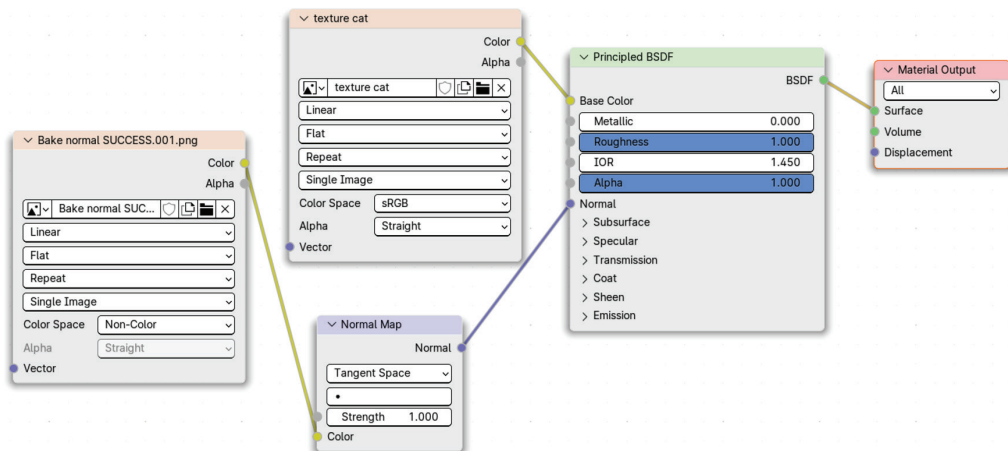 texture cat
Color
Alpha
texture cat
Linear
Flat
Repeat
Single Image
Color Space sRGB
Alpha Straight
Vector
Bake normal SUCCESS.001.png
Color
Alpha
Bake normal SUC...
Linear
Flat
Repeat
Single Image
Color Space Non-Color
Alpha Straight
Vector
Normal Map
Normal
Tangent Space
Strength 1.000
Color
Principled BSDF
BSDF
Base Color
Metallic 0.000
Roughness 1.000
IOR 1.450
Alpha 1.000
Normal
Subsurface
Specular
Transmission
Coat
Sheen
Emission
Material Output
All
Surface
Volume
Displacement